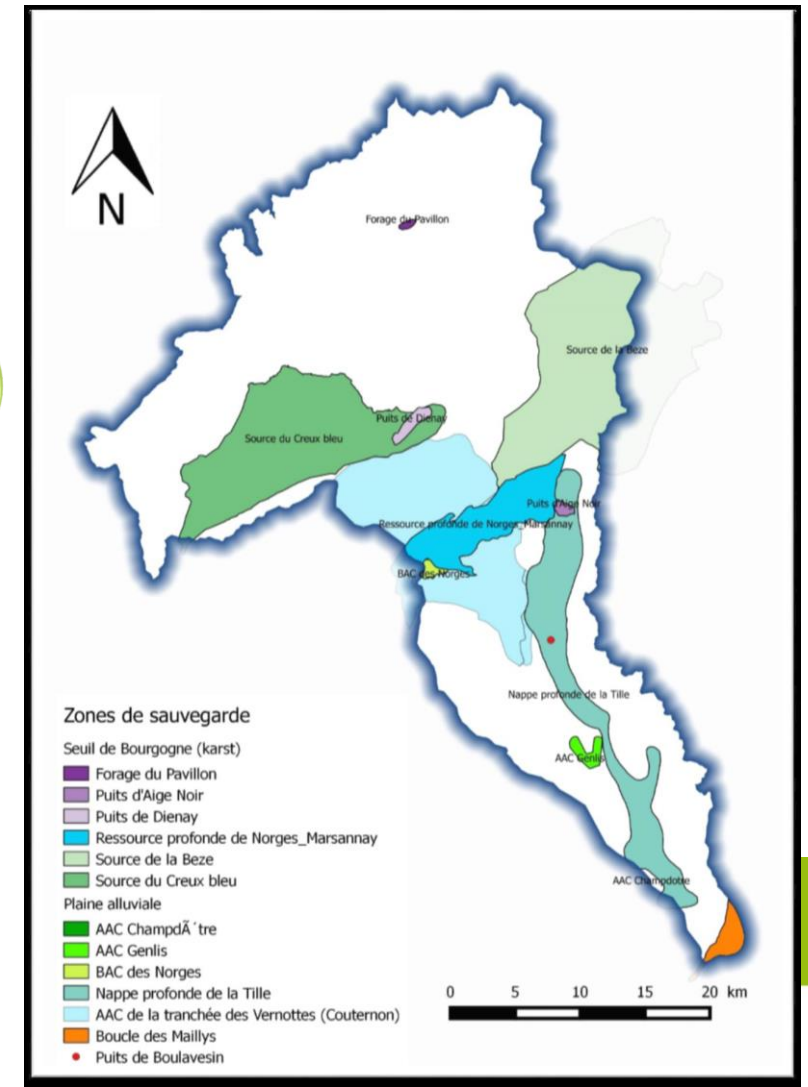 N
Forage du Pavillon
Source de la Beze
Puits de Dienay
Source du Creux bleu
Puits d'Aige Noir
Ressource profonde de Norges_Marsannay
BAC des Norges
Nappe profonde de la Tille
AAC Genlis
AAC Champdotre
Zones de sauvegarde
Seuil de Bourgogne (karst)
Forage du Pavillon
Puits d'Aige Noir
Puits de Dienay
Ressource profonde de Norges_Marsannay
Source de la Beze
Source du Creux bleu
Plaine alluviale
AAC ChampdÃ´tre
AAC Genlis
BAC des Norges
Nappe profonde de la Tille
AAC de la tranchée des Vernottes (Couternon)
Boucle des Maillys
Puits de Boulavesin
0 5 10 15 20 km